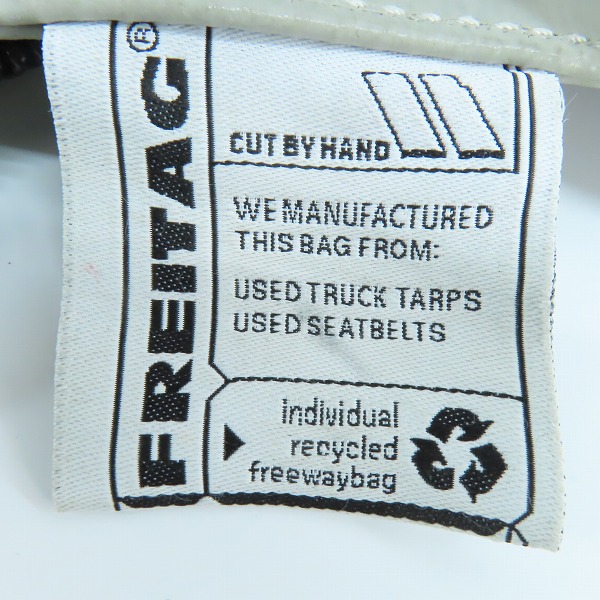 FREITAG®
CUT BY HAND
WE MANUFACTURED
THIS BAG FROM:
USED TRUCK TARPS
USED SEATBELTS
individual
recycled
freewaybag